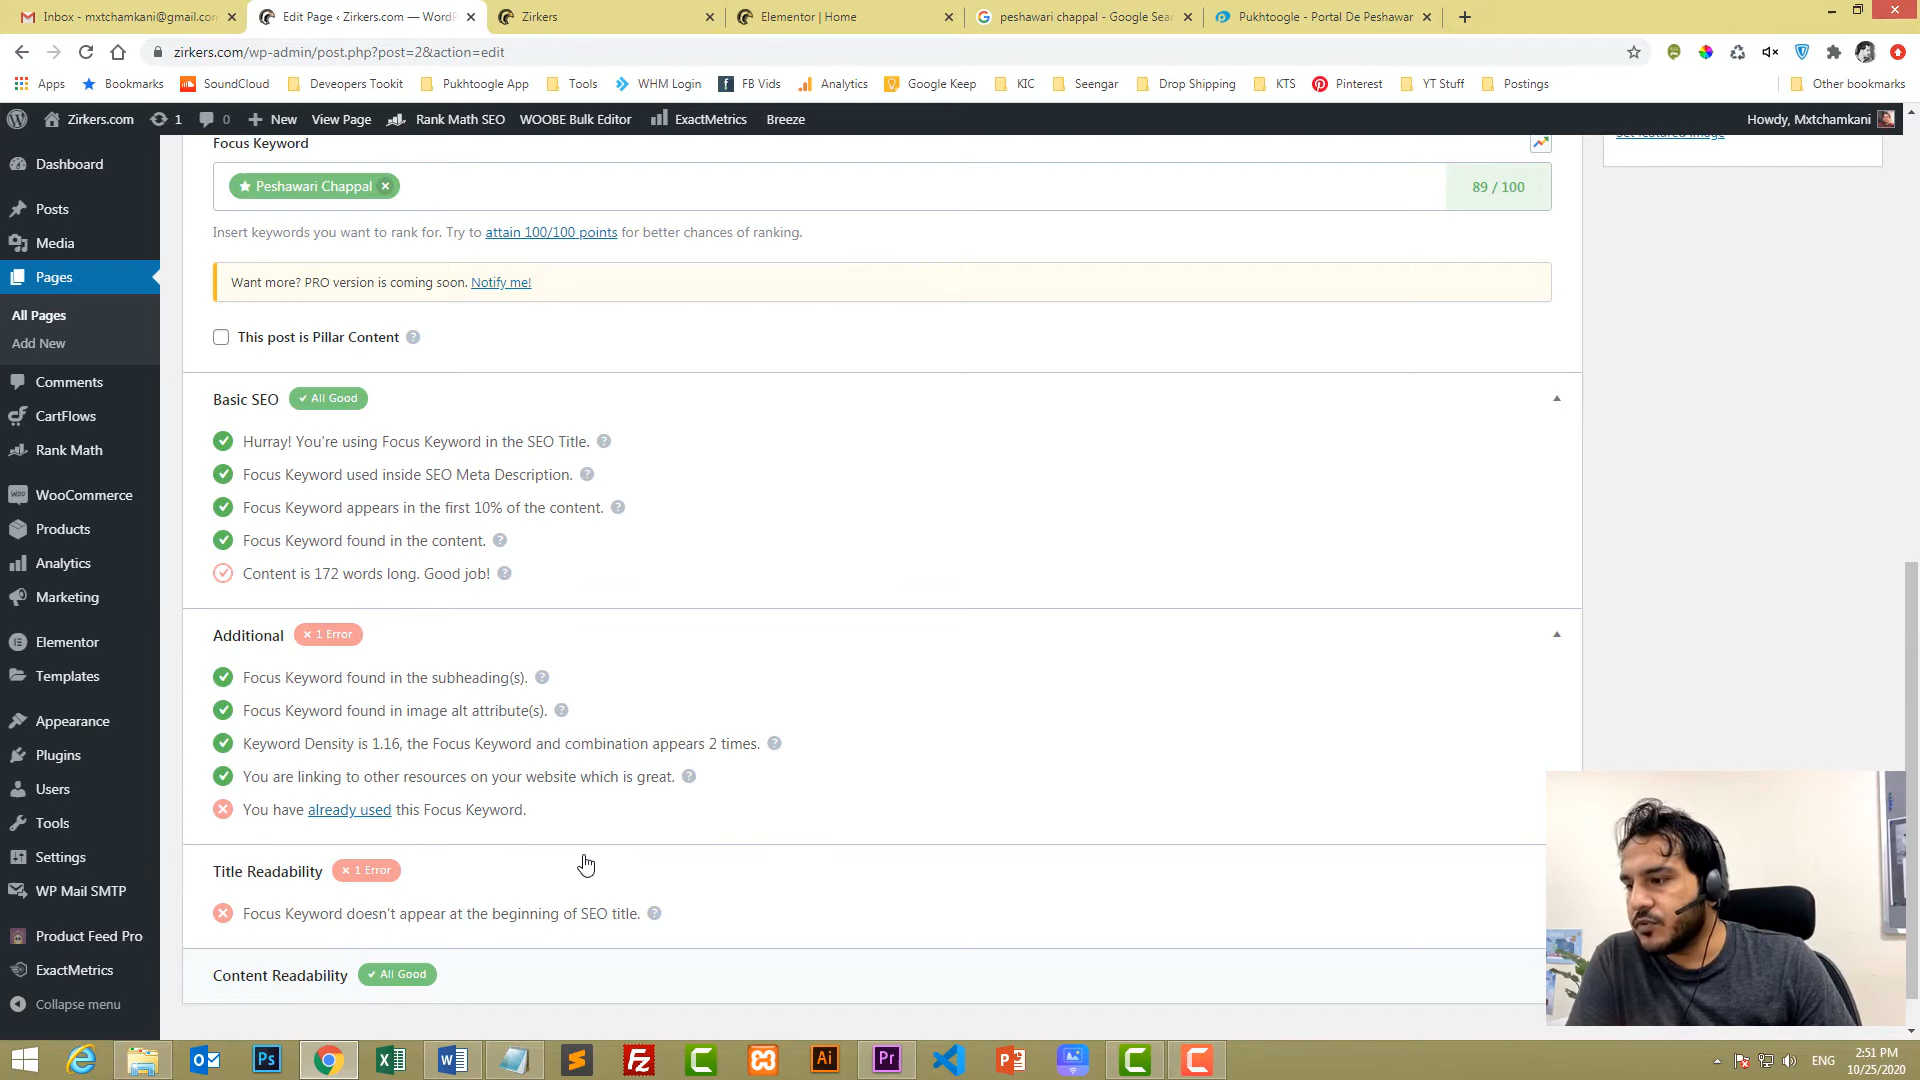 Inbox - mxtchamkani@gmail.con
Edit Page ‹ Zirkers.com — WordP
Zirkers
Elementor | Home
peshawari chappal - Google Sear
Pukhtoogle - Portal De Peshawar
zirkers.com/wp-admin/post.php?post=2&action=edit
Apps
Bookmarks
SoundCloud
Deveopers Tookit
Pukhtoogle App
Tools
WHM Login
FB Vids
Analytics
Google Keep
KIC
Seengar
Drop Shipping
KTS
Pinterest
YT Stuff
Postings
Other bookmarks
Zirkers.com
1
0
New
View Page
Rank Math SEO
WOOBE Bulk Editor
ExactMetrics
Breeze
Howdy, Mxtchamkani
Dashboard
Posts
Media
Pages
All Pages
Add New
Comments
CartFlows
Rank Math
WooCommerce
Products
Analytics
Marketing
Elementor
Templates
Appearance
Plugins
Users
Tools
Settings
WP Mail SMTP
Product Feed Pro
ExactMetrics
Collapse menu
Set featured image
Focus Keyword
Peshawari Chappal
89 / 100
Insert keywords you want to rank for. Try to attain 100/100 points for better chances of ranking.
Want more? PRO version is coming soon. Notify me!
This post is Pillar Content
Basic SEO All Good
Hurray! You're using Focus Keyword in the SEO Title.
Focus Keyword used inside SEO Meta Description.
Focus Keyword appears in the first 10% of the content.
Focus Keyword found in the content.
Content is 172 words long. Good job!
Additional × 1 Error
Focus Keyword found in the subheading(s).
Focus Keyword found in image alt attribute(s).
Keyword Density is 1.16, the Focus Keyword and combination appears 2 times.
You are linking to other resources on your website which is great.
You have already used this Focus Keyword.
Title Readability × 1 Error
Focus Keyword doesn't appear at the beginning of SEO title.
Content Readability All Good
ENG
2:51 PM
10/25/2020